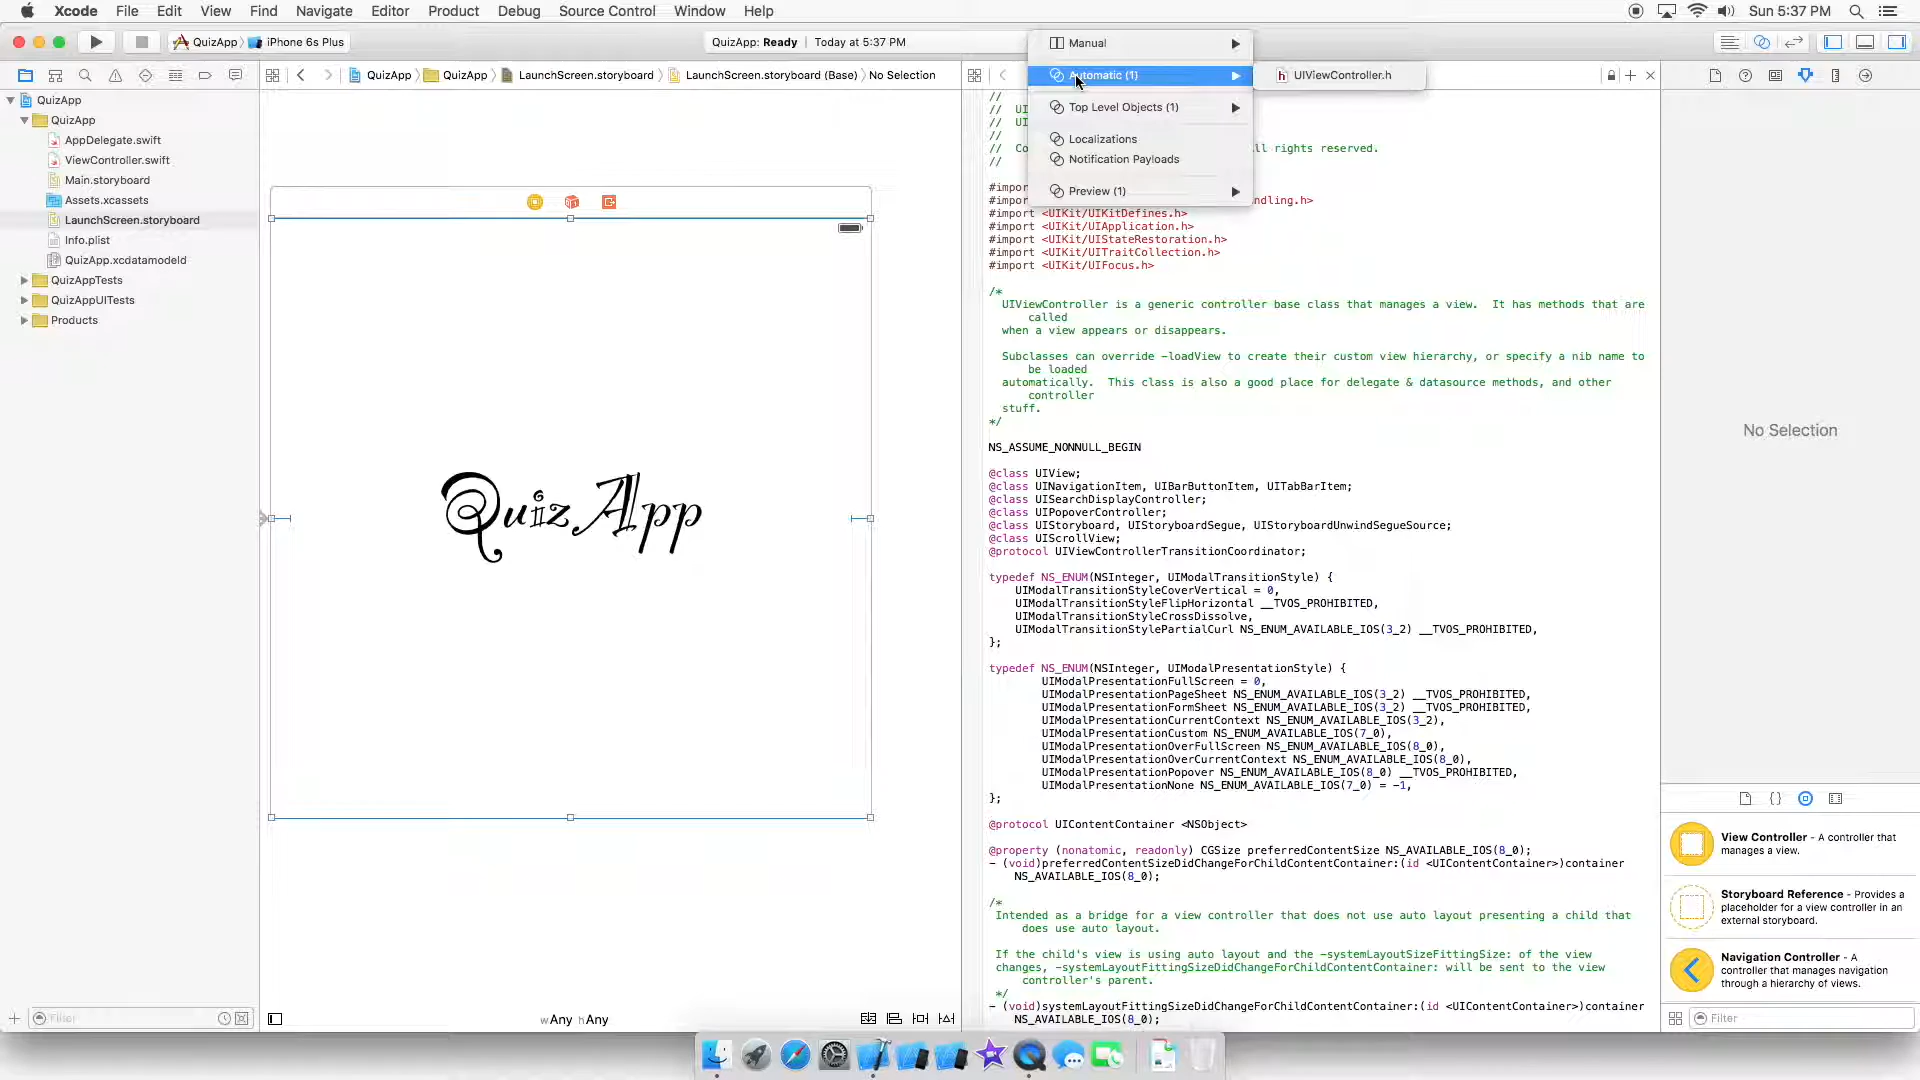 Xcode File Edit View Find Navigate Editor Product Debug Source Control Window Help Sun 5:37 PM
QuizApp iPhone 6s Plus QuizApp: Ready Today at 5:37 PM
QuizApp QuizApp LaunchScreen.storyboard LaunchScreen.storyboard (Base) No Selection
Manual
Automatic (1)
UIViewController.h
Top Level Objects (1)
Localizations
Notification Payloads
Preview (1)
QuizApp
QuizApp
AppDelegate.swift
ViewController.swift
Main.storyboard
Assets.xcassets
LaunchScreen.storyboard
Info.plist
QuizApp.xcdatamodeld
QuizAppTests
QuizAppUITests
Products
Filter
Quiz App
wAny hAny
//
// UI
// UI
//
// Co ll rights reserved.
//
#impor
#import ndling.h>
#import <UIKit/UIKitDefines.h>
#import <UIKit/UIApplication.h>
#import <UIKit/UIStateRestoration.h>
#import <UIKit/UITraitCollection.h>
#import <UIKit/UIFocus.h>
/*
UIViewController is a generic controller base class that manages a view.  It has methods that are
called
when a view appears or disappears.
Subclasses can override -loadView to create their custom view hierarchy, or specify a nib name to
be loaded
automatically.  This class is also a good place for delegate & datasource methods, and other
controller
stuff.
*/
NS_ASSUME_NONNULL_BEGIN
@class UIView;
@class UINavigationItem, UIBarButtonItem, UITabBarItem;
@class UISearchDisplayController;
@class UIPopoverController;
@class UIStoryboard, UIStoryboardSegue, UIStoryboardUnwindSegueSource;
@class UIScrollView;
@protocol UIViewControllerTransitionCoordinator;
typedef NS_ENUM(NSInteger, UIModalTransitionStyle) {
UIModalTransitionStyleCoverVertical = 0,
UIModalTransitionStyleFlipHorizontal __TVOS_PROHIBITED,
UIModalTransitionStyleCrossDissolve,
UIModalTransitionStylePartialCurl NS_ENUM_AVAILABLE_IOS(3_2) __TVOS_PROHIBITED,
};
typedef NS_ENUM(NSInteger, UIModalPresentationStyle) {
UIModalPresentationFullScreen = 0,
UIModalPresentationPageSheet NS_ENUM_AVAILABLE_IOS(3_2) __TVOS_PROHIBITED,
UIModalPresentationFormSheet NS_ENUM_AVAILABLE_IOS(3_2) __TVOS_PROHIBITED,
UIModalPresentationCurrentContext NS_ENUM_AVAILABLE_IOS(3_2),
UIModalPresentationCustom NS_ENUM_AVAILABLE_IOS(7_0),
UIModalPresentationOverFullScreen NS_ENUM_AVAILABLE_IOS(8_0),
UIModalPresentationOverCurrentContext NS_ENUM_AVAILABLE_IOS(8_0),
UIModalPresentationPopover NS_ENUM_AVAILABLE_IOS(8_0) __TVOS_PROHIBITED,
UIModalPresentationNone NS_ENUM_AVAILABLE_IOS(7_0) = -1,
};
@protocol UIContentContainer <NSObject>
@property (nonatomic, readonly) CGSize preferredContentSize NS_AVAILABLE_IOS(8_0);
- (void)preferredContentSizeDidChangeForChildContentContainer:(id <UIContentContainer>)container
NS_AVAILABLE_IOS(8_0);
/*
Intended as a bridge for a view controller that does not use auto layout presenting a child that
does use auto layout.
If the child's view is using auto layout and the -systemLayoutSizeFittingSize: of the view
changes, -systemLayoutFittingSizeDidChangeForChildContentContainer: will be sent to the view
controller's parent.
*/
- (void)systemLayoutFittingSizeDidChangeForChildContentContainer:(id <UIContentContainer>)container
NS_AVAILABLE_IOS(8_0);
No Selection
View Controller - A controller that
manages a view.
Storyboard Reference - Provides a
placeholder for a view controller in an
external storyboard.
Navigation Controller - A
controller that manages navigation
through a hierarchy of views.
Filter